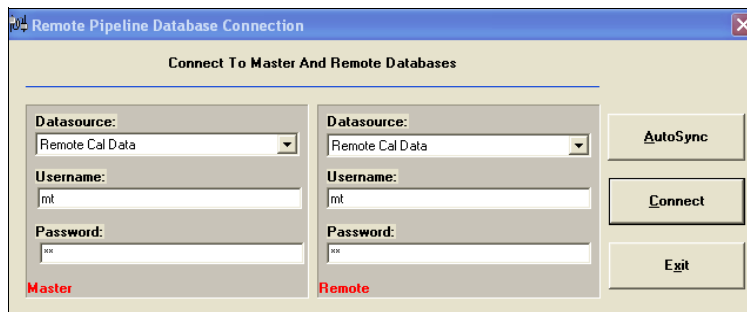 Remote Pipeline Database Connection
Connect To Master And Remote Databases
Datasource:
Remote Cal Data
Username:
mt
Password:
**
Master
Datasource:
Remote Cal Data
Username:
mt
Password:
**
Remote
AutoSync
Connect
Exit